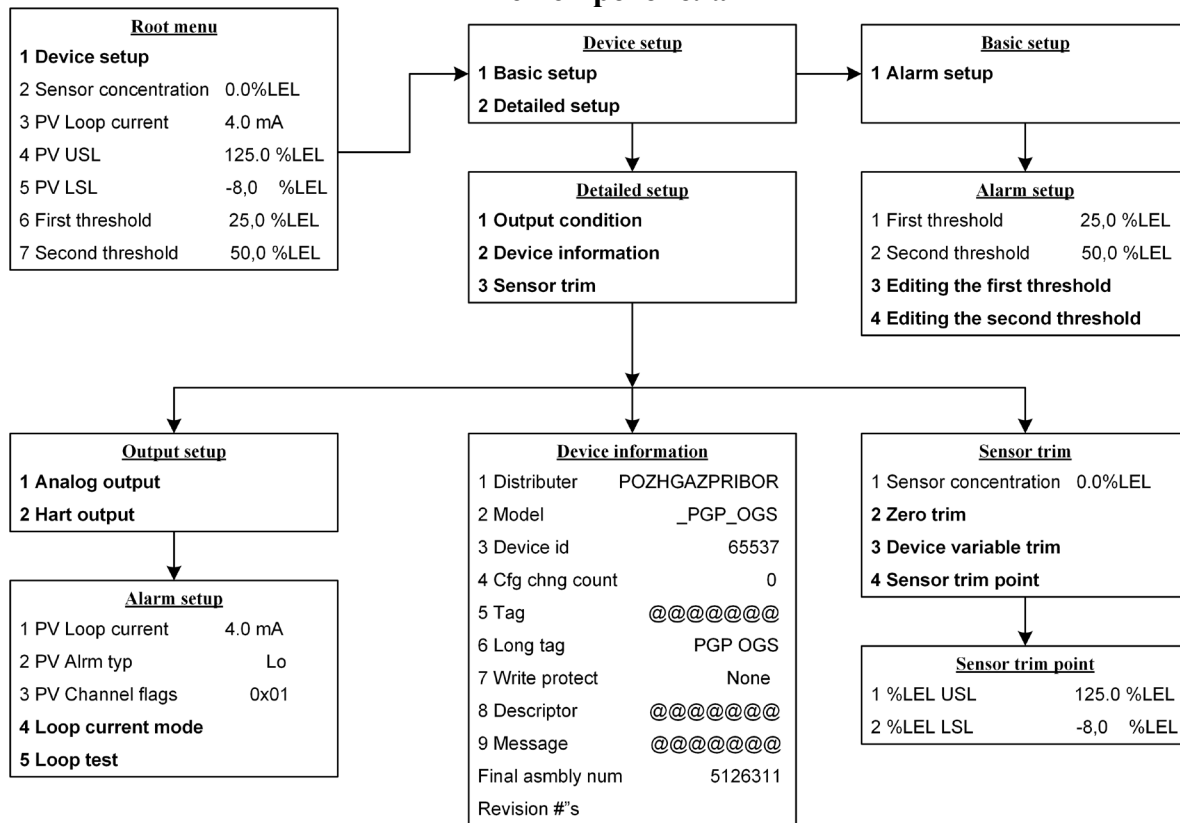 Root menu
1 Device setup
2 Sensor concentration 0.0%LEL
3 PV Loop current 4.0 mA
4 PV USL 125.0 %LEL
5 PV LSL -8,0 %LEL
6 First threshold 25,0 %LEL
7 Second threshold 50,0 %LEL
Device setup
1 Basic setup
2 Detailed setup
Basic setup
1 Alarm setup
Detailed setup
1 Output condition
2 Device information
3 Sensor trim
Alarm setup
1 First threshold 25,0 %LEL
2 Second threshold 50,0 %LEL
3 Editing the first threshold
4 Editing the second threshold
Output setup
1 Analog output
2 Hart output
Alarm setup
1 PV Loop current 4.0 mA
2 PV Alrm typ Lo
3 PV Channel flags 0x01
4 Loop current mode
5 Loop test
Device information
1 Distributer POZHGAZPRIBOR
2 Model _PGP_OGS
3 Device id 65537
4 Cfg chng count 0
5 Tag @@@@@@@
6 Long tag PGP OGS
7 Write protect None
8 Descriptor @@@@@@@
9 Message @@@@@@@
Final asmbly num 5126311
Revision #"s
Sensor trim
1 Sensor concentration 0.0%LEL
2 Zero trim
3 Device variable trim
4 Sensor trim point
Sensor trim point
1 %LEL USL 125.0 %LEL
2 %LEL LSL -8,0 %LEL